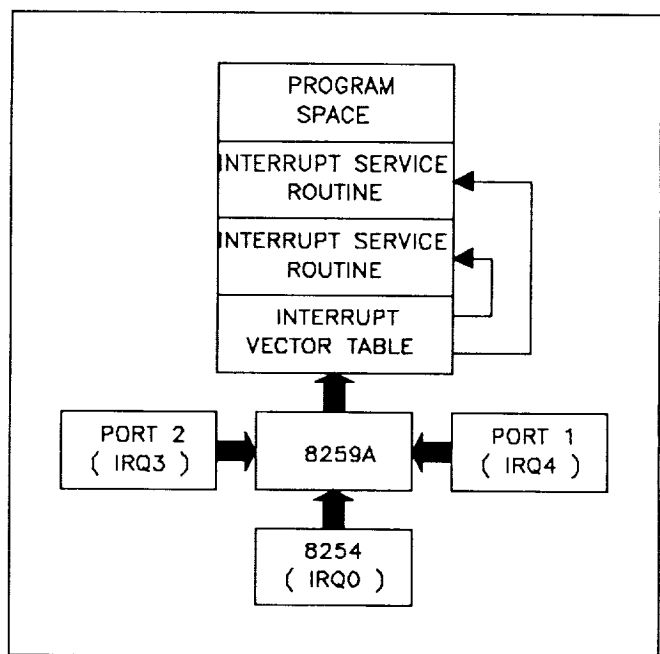 PROGRAM
SPACE
INTERRUPT SERVICE
ROUTINE
INTERRUPT SERVICE
ROUTINE
INTERRUPT
VECTOR TABLE
PORT 2
( IRQ3 )
8259A
PORT 1
( IRQ4 )
8254
( IRQ0 )